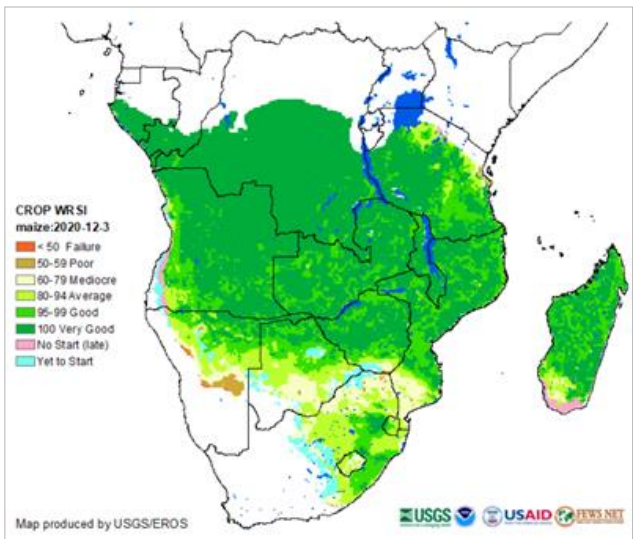 CROP WRSI
maize:2020-12-3
< 50 Failure
50-59 Poor
60-79 Mediocre
80-94 Average
95-99 Good
100 Very Good
No Start (late)
Yet to Start
Map produced by USGS/EROS
USGS
USAID
FEWS NET